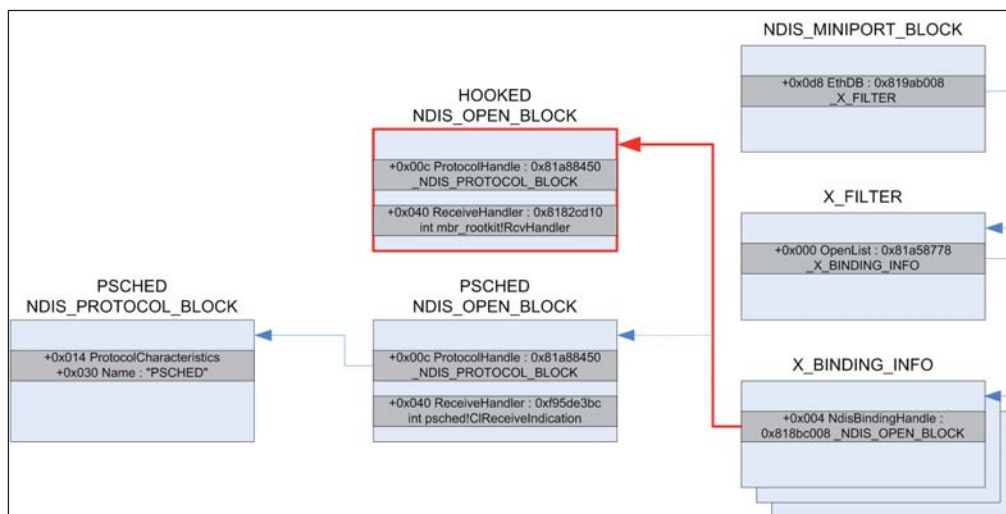 NDIS_MINIPORT_BLOCK
+0x0d8 EthDB : 0x819ab008
_X_FILTER
HOOKED
NDIS_OPEN_BLOCK
+0x00c ProtocolHandle : 0x81a88450
_NDIS_PROTOCOL_BLOCK
+0x040 ReceiveHandler : 0x8182cd10
int mbr_rootkit!RcvHandler
X_FILTER
+0x000 OpenList : 0x81a58778
_X_BINDING_INFO
PSCHED
NDIS_PROTOCOL_BLOCK
+0x014 ProtocolCharacteristics
+0x030 Name : "PSCHED"
PSCHED
NDIS_OPEN_BLOCK
+0x00c ProtocolHandle : 0x81a88450
_NDIS_PROTOCOL_BLOCK
+0x040 ReceiveHandler : 0xf95de3bc
int psched!ClReceiveIndication
X_BINDING_INFO
+0x004 NdisBindingHandle :
0x818bc008 _NDIS_OPEN_BLOCK